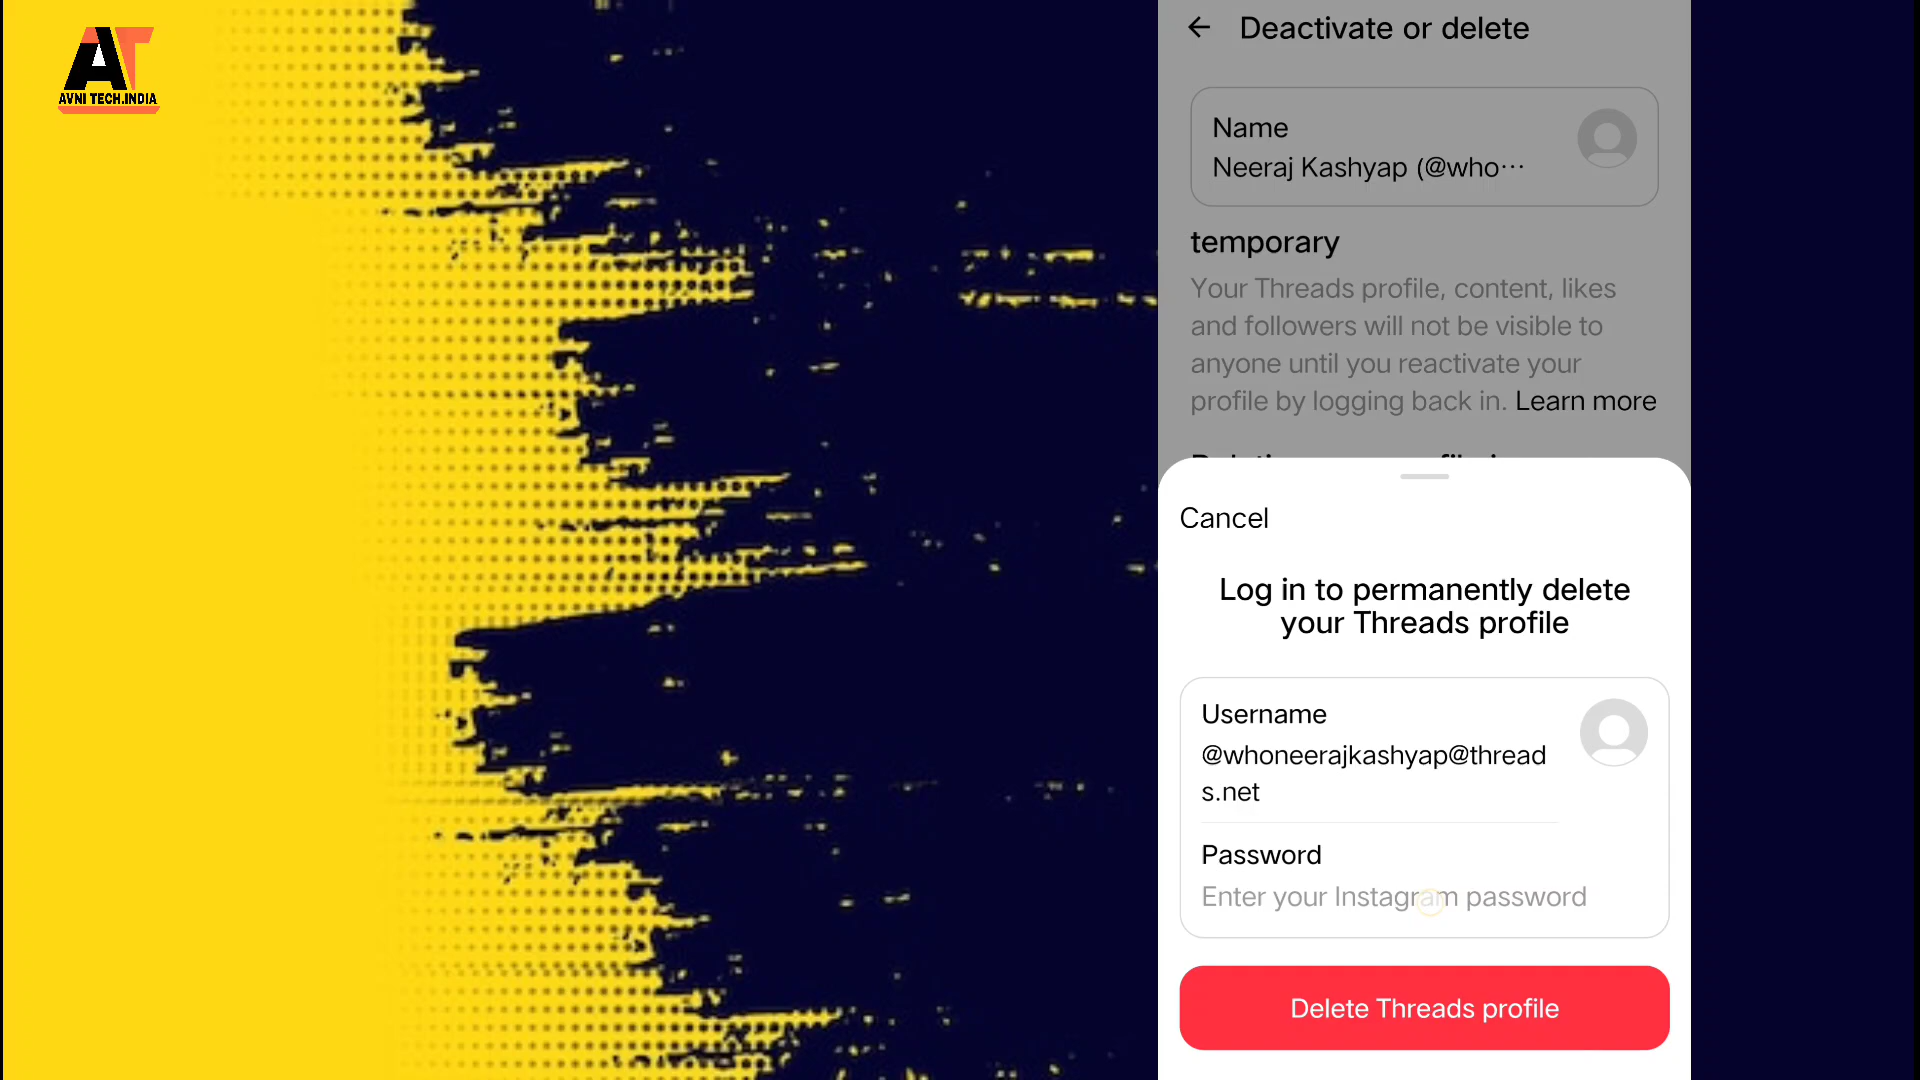 AT
AVNI TECH.INDIA
Deactivate or delete
Name
Neeraj Kashyap (@who···
temporary
Your Threads profile, content, likes
and followers will not be visible to
anyone until you reactivate your
profile by logging back in. Learn more
Cancel
Log in to permanently delete
your Threads profile
Username
@whoneerajkashyap@thread
s.net
Password
Enter your Instagram password
Delete Threads profile